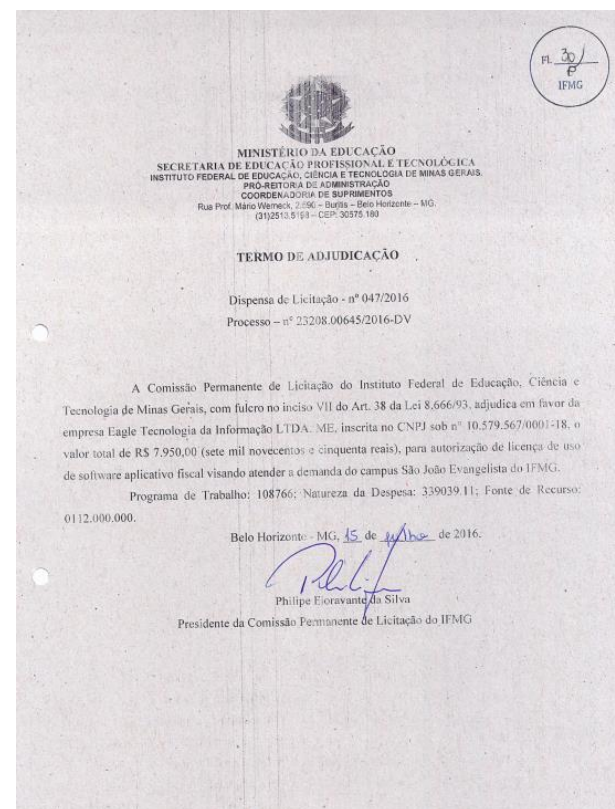 FL 30/
IFMG
MINISTÉRIO DA EDUCAÇÃO
SECRETARIA DE EDUCAÇÃO PROFISSIONAL E TECNOLÓGICA
INSTITUTO FEDERAL DE EDUCAÇÃO, CIÊNCIA E TECNOLOGIA DE MINAS GERAIS.
PRÓ-REITORIA DE ADMINISTRAÇÃO
COORDENADORIA DE SUPRIMENTOS
Rua Prof. Mário Werneck, 2.590 – Buritis – Belo Horizonte – MG.
(31)2513.5198 – CEP: 30575.180
TERMO DE ADJUDICAÇÃO
Dispensa de Licitação - nº 047/2016
Processo – nº 23208.00645/2016-DV
A Comissão Permanente de Licitação do Instituto Federal de Educação, Ciência e
Tecnologia de Minas Gerais, com fulcro no inciso VII do Art. 38 da Lei 8.666/93, adjudica em favor da
empresa Eagle Tecnologia da Informação LTDA. ME, inscrita no CNPJ sob nº 10.579.567/0001-18, o
valor total de R$ 7.950,00 (sete mil novecentos e cinquenta reais), para autorização de licença de uso
de software aplicativo fiscal visando atender a demanda do campus São João Evangelista do IFMG.
Programa de Trabalho: 108766; Natureza da Despesa: 339039.11; Fonte de Recurso:
0112.000.000.
Belo Horizonte - MG, 15 de julho de 2016.
Philipe Fioravante da Silva
Presidente da Comissão Permanente de Licitação do IFMG